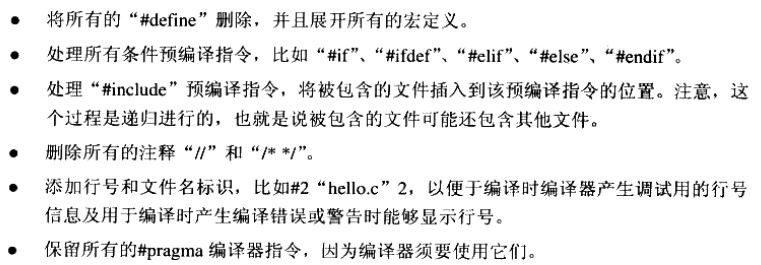 ● 将所有的“#define”删除，并且展开所有的宏定义。
● 处理所有条件预编译指令，比如“#if”、“#ifdef”、“#elif”、“#else”、“#endif”。
● 处理“#include”预编译指令，将被包含的文件插入到该预编译指令的位置。注意，这
个过程是递归进行的，也就是说被包含的文件可能还包含其他文件。
● 删除所有的注释“//”和“/* */”。
● 添加行号和文件名标识，比如#2“hello.c”2，以便于编译时编译器产生调试用的行号
信息及用于编译时产生编译错误或警告时能够显示行号。
● 保留所有的#pragma 编译器指令，因为编译器须要使用它们。